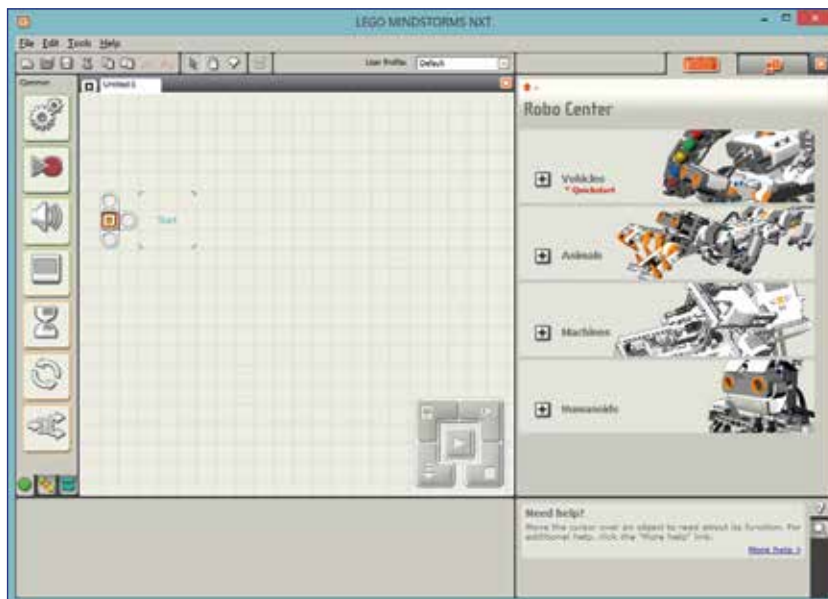 LEGO MINDSTORMS NXT
File Edit Tools Help
User Profile: Default
Common
Untitled-1
Start
Robo Center
Vehicles
* Quickstart
Animals
Machines
Humanoids
Need help?
Move the cursor over an object to read about its function. For
additional help, click the "More help" link.
More help »